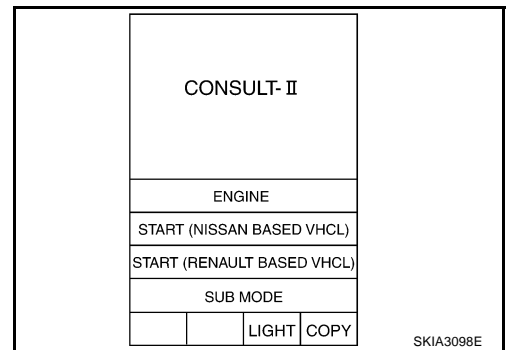 CONSULT-Ⅱ
ENGINE
START (NISSAN BASED VHCL)
START (RENAULT BASED VHCL)
SUB MODE
LIGHT COPY
SKIA3098E